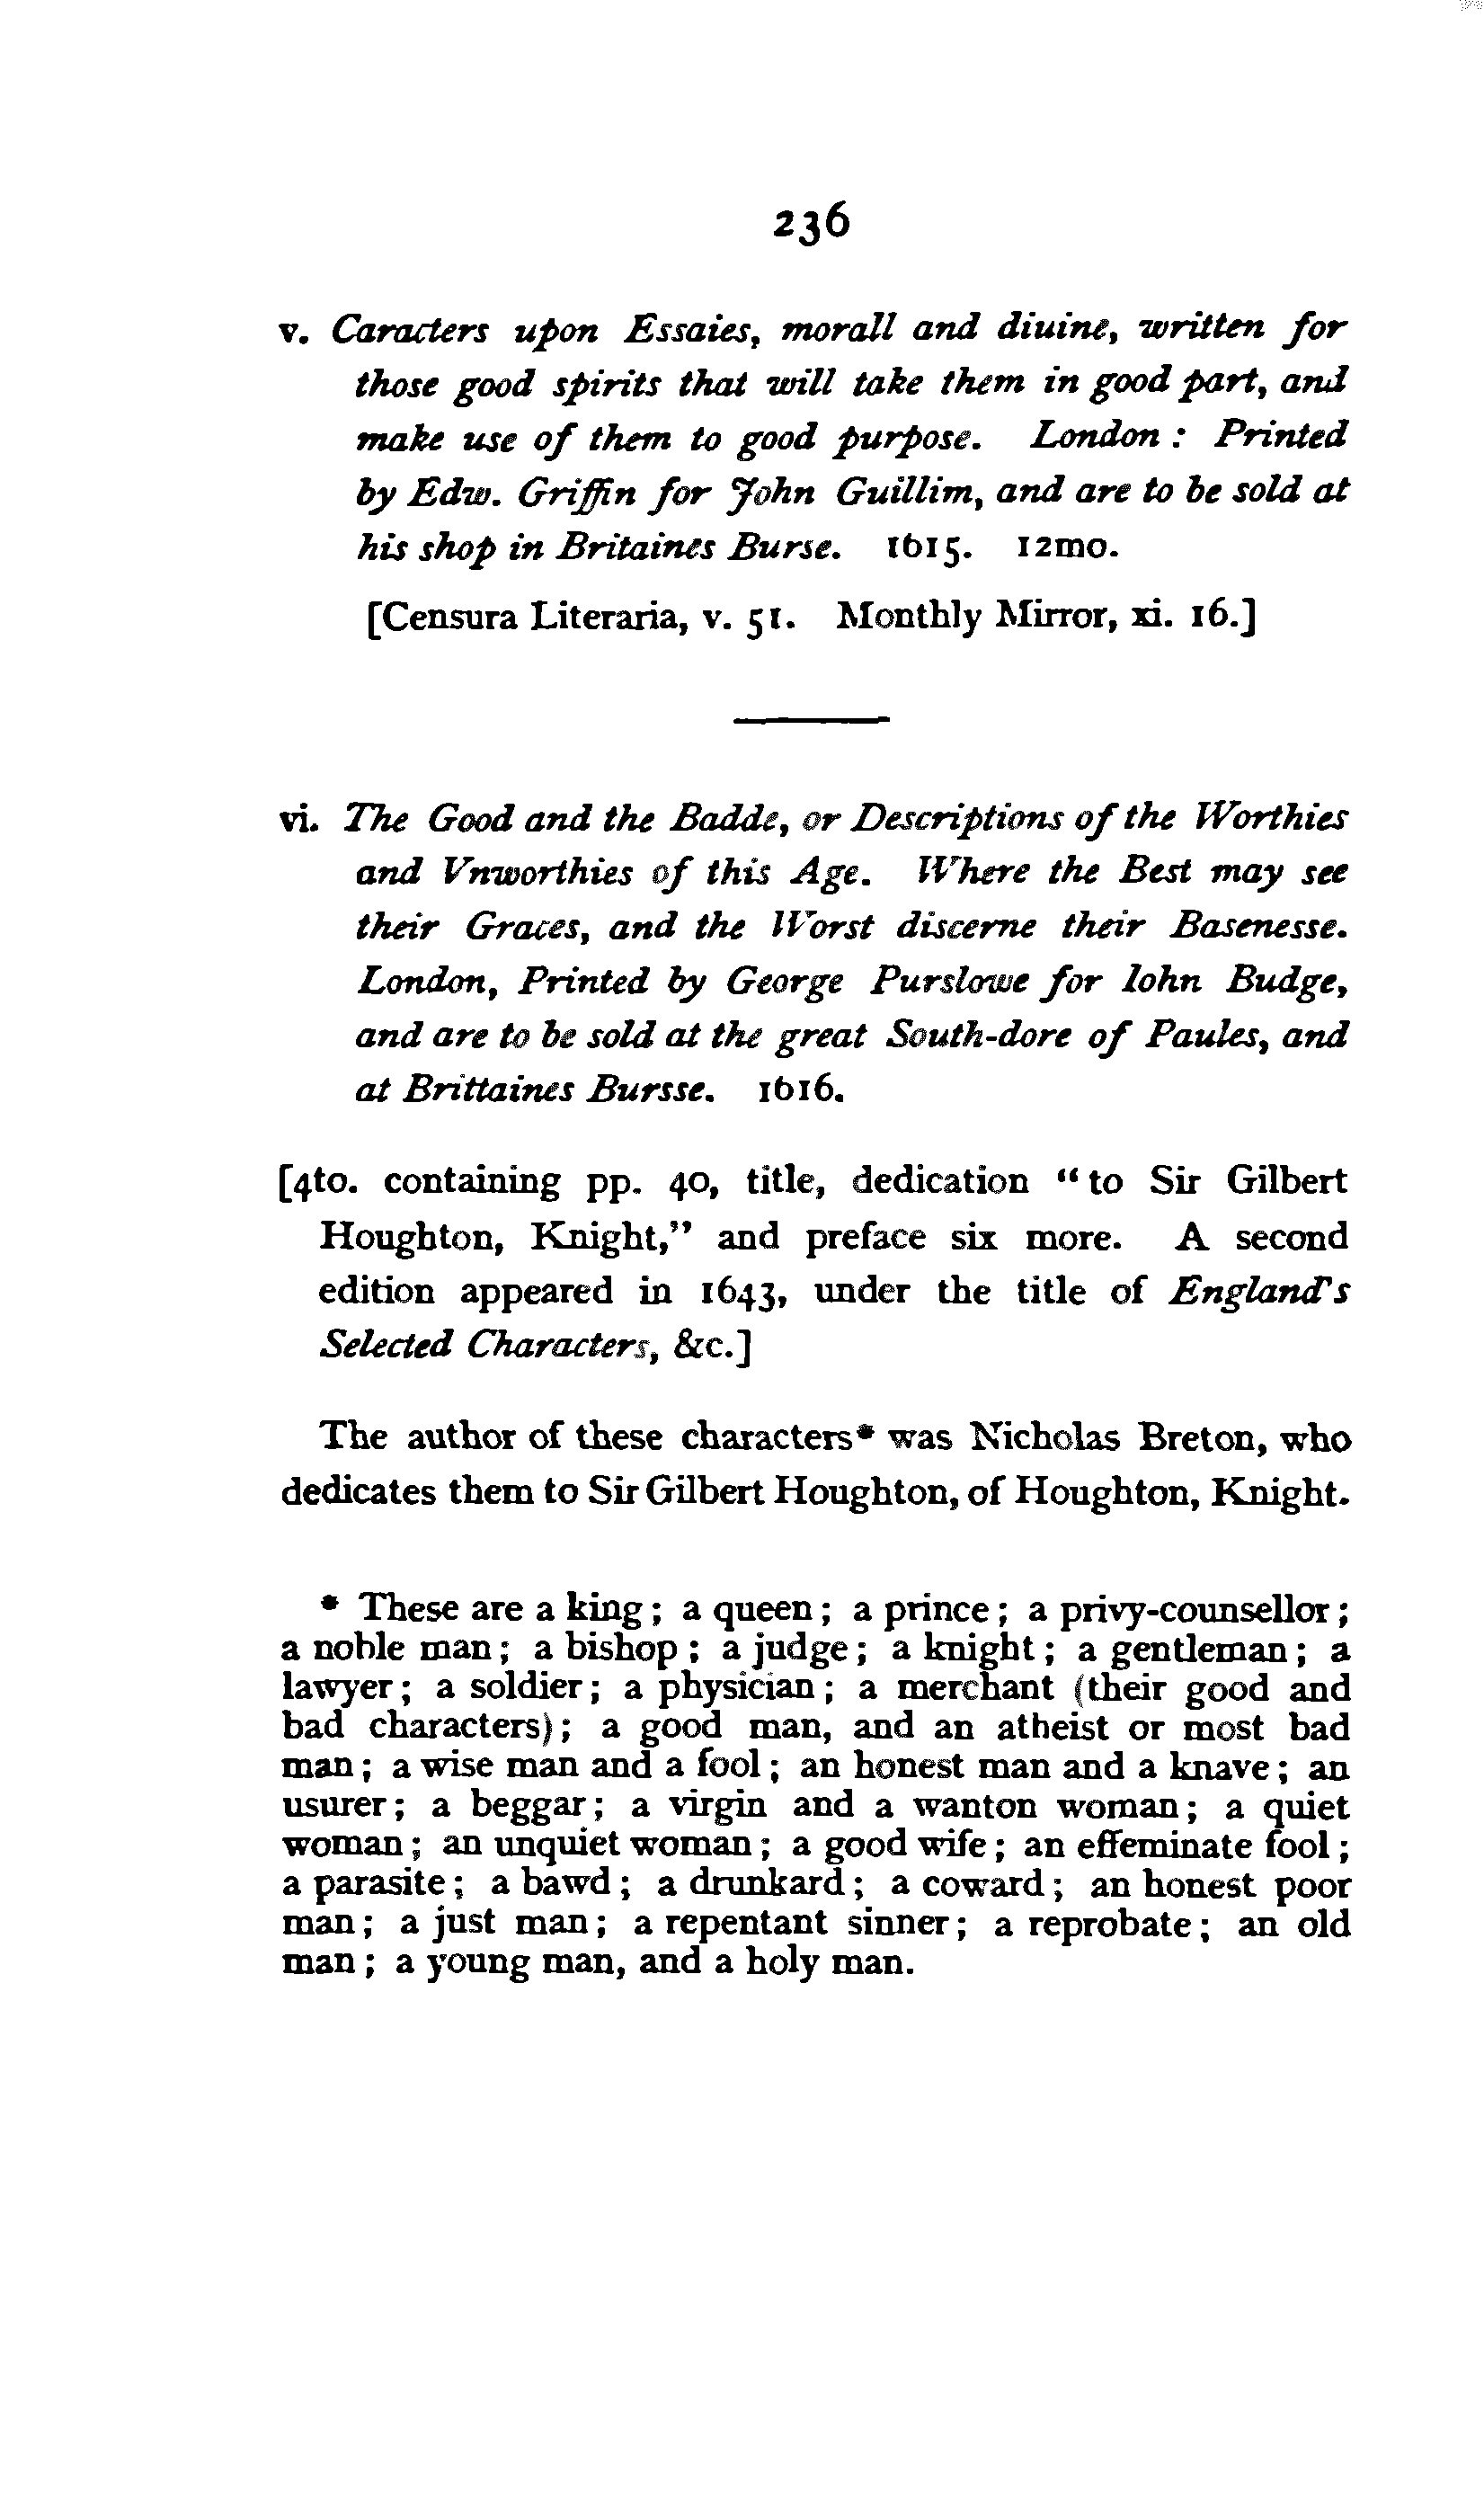 236
v. Caracters upon Essaies, morall and diuine, written for
those good spirits that will take them in good part, and
make use of them to good purpose. London : Printed
by Edw. Griffin for John Guillim, and are to be sold at
his shop in Britaines Burse. 1615. 12mo.
[Censura Literaria, v. 51. Monthly Mirror, xi. 16.]
vi. The Good and the Badde, or Descriptions of the Worthies
and Vnworthies of this Age. Where the Best may see
their Graces, and the Worst discerne their Basenesse.
London, Printed by George Purslowe for Iohn Budge,
and are to be sold at the great South-dore of Paules, and
at Brittaines Bursse. 1616.
[4to. containing pp. 40, title, dedication “to Sir Gilbert
Houghton, Knight,” and preface six more. A second
edition appeared in 1643, under the title of England's
Selected Characters, &c.]
The author of these characters* was Nicholas Breton, who
dedicates them to Sir Gilbert Houghton, of Houghton, Knight.
* These are a king; a queen; a prince; a privy-counsellor;
a noble man; a bishop; a judge; a knight; a gentleman; a
lawyer; a soldier; a physician; a merchant (their good and
bad characters); a good man, and an atheist or most bad
man; a wise man and a fool; an honest man and a knave; an
usurer; a beggar; a virgin and a wanton woman; a quiet
woman; an unquiet woman; a good wife; an effeminate fool;
a parasite; a bawd; a drunkard; a coward; an honest poor
man; a just man; a repentant sinner; a reprobate; an old
man; a young man, and a holy man.